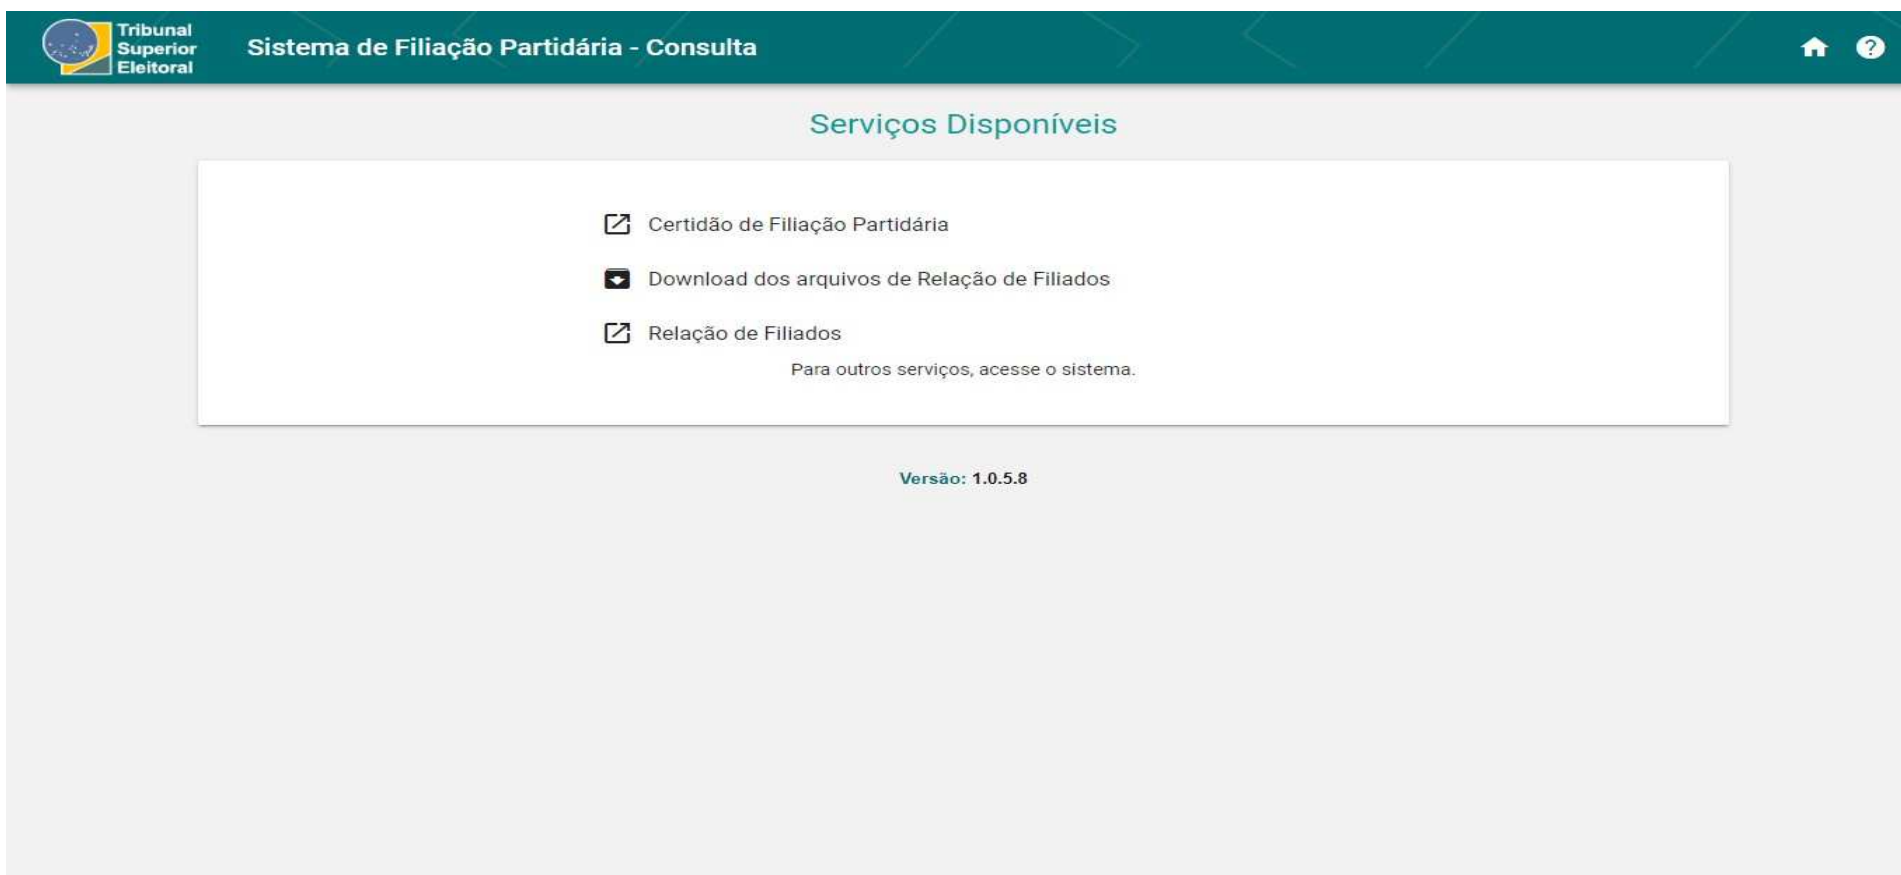 Tribunal
Superior
Eleitoral
Sistema de Filiação Partidária - Consulta
?
Serviços Disponíveis
Certidão de Filiação Partidária
Download dos arquivos de Relação de Filiados
Relação de Filiados
Para outros serviços, acesse o sistema.
Versão: 1.0.5.8